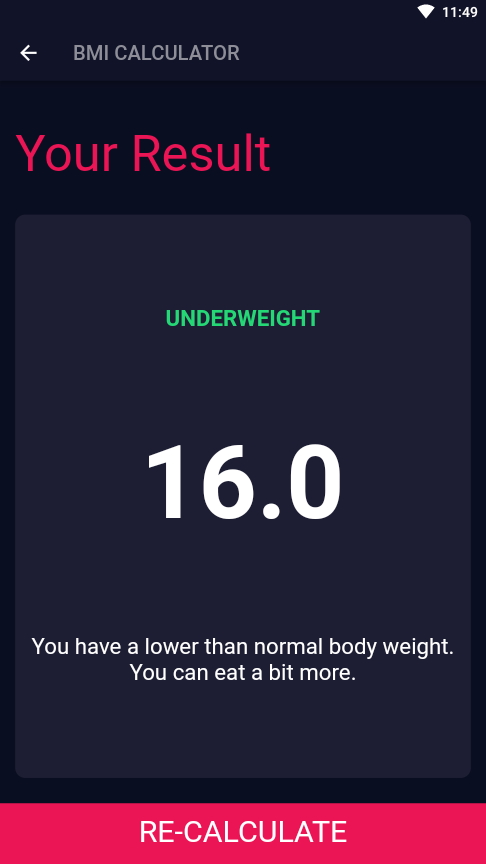 11:49
BMI CALCULATOR
Your Result
UNDERWEIGHT
16.0
You have a lower than normal body weight.
You can eat a bit more.
RE-CALCULATE